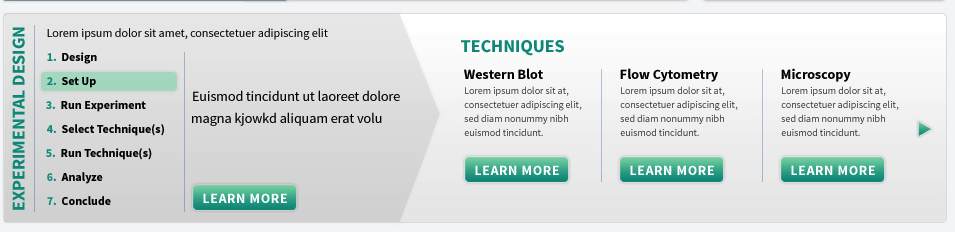 EXPERIMENTAL DESIGN
Lorem ipsum dolor sit amet, consectetuer adipiscing elit
1. Design
2. Set Up
3. Run Experiment
4. Select Technique(s)
5. Run Technique(s)
6. Analyze
7. Conclude
Euismod tincidunt ut laoreet dolore
magna kjowkd aliquam erat volu
LEARN MORE
TECHNIQUES
Western Blot
Lorem ipsum dolor sit am,
consectetuer adipiscing elit,
sed diam nonummy nibh
euismod tincidunt.
LEARN MORE
Flow Cytometry
Lorem ipsum dolor sit am,
consectetuer adipiscing elit,
sed diam nonummy nibh
euismod tincidunt.
LEARN MORE
Microscopy
Lorem ipsum dolor sit am,
consectetuer adipiscing elit,
sed diam nonummy nibh
euismod tincidunt.
LEARN MORE